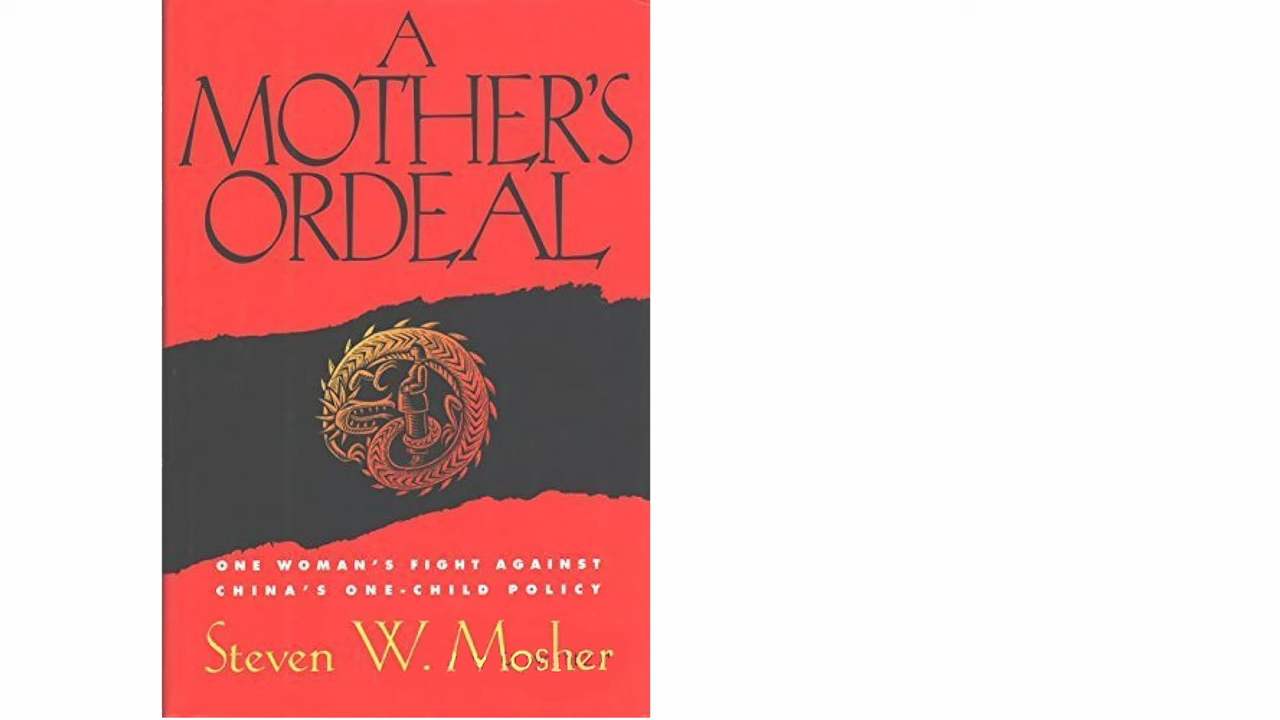 A
MOTHER'S
ORDEAL
ONE WOMAN'S FIGHT AGAINST
CHINA'S ONE-CHILD POLICY
Steven W. Mosher